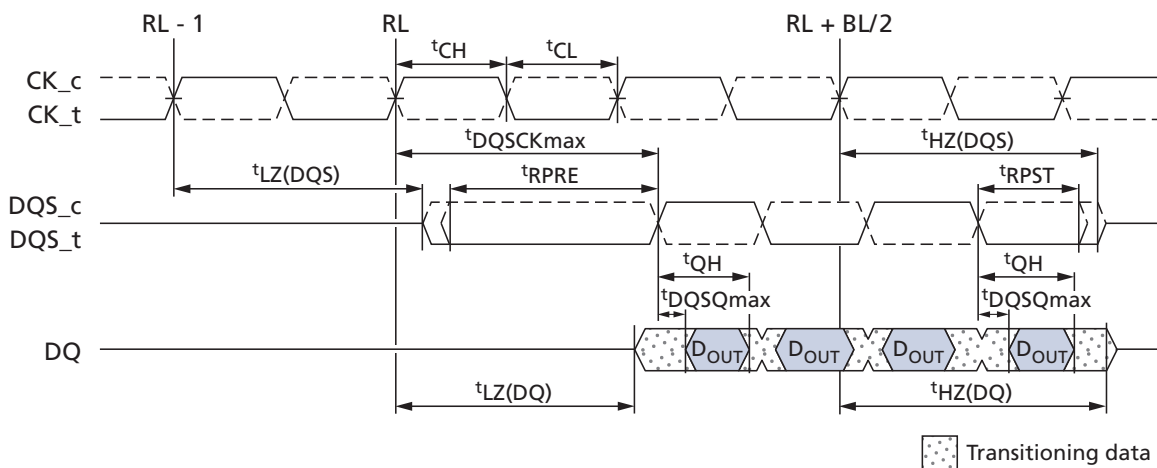 RL - 1 RL RL + BL/2
tCH tCL
CK_c
CK_t
tDQSCKmax tHZ(DQS)
tLZ(DQS) tRPRE tRPST
DQS_c
DQS_t
tQH tQH
tDQSQmax tDQSQmax
DQ DOUT DOUT DOUT DOUT
tLZ(DQ) tHZ(DQ)
Transitioning data